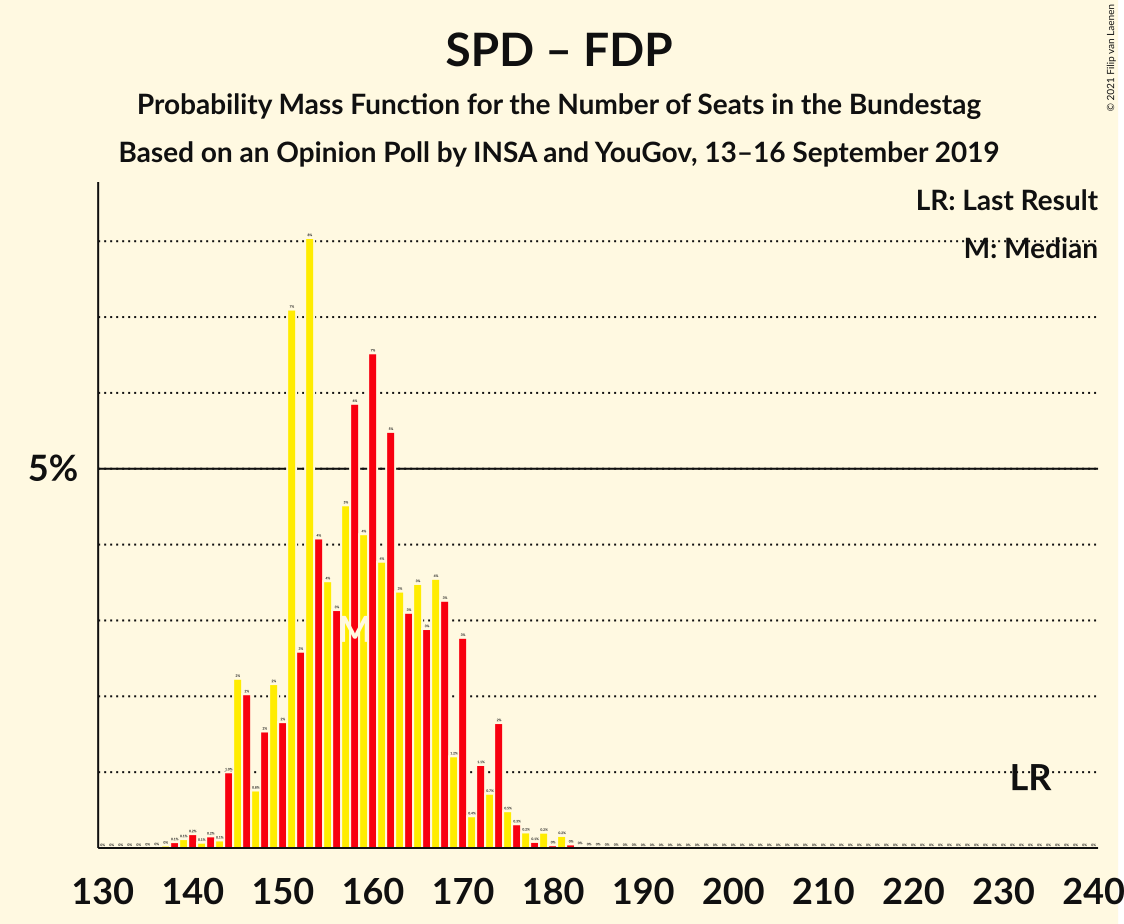 SPD – FDP
Probability Mass Function for the Number of Seats in the Bundestag
Based on an Opinion Poll by INSA and YouGov, 13–16 September 2019
© 2021 Filip van Laenen
LR: Last Result
M: Median
5%
M
LR
130 140 150 160 170 180 190 200 210 220 230 240